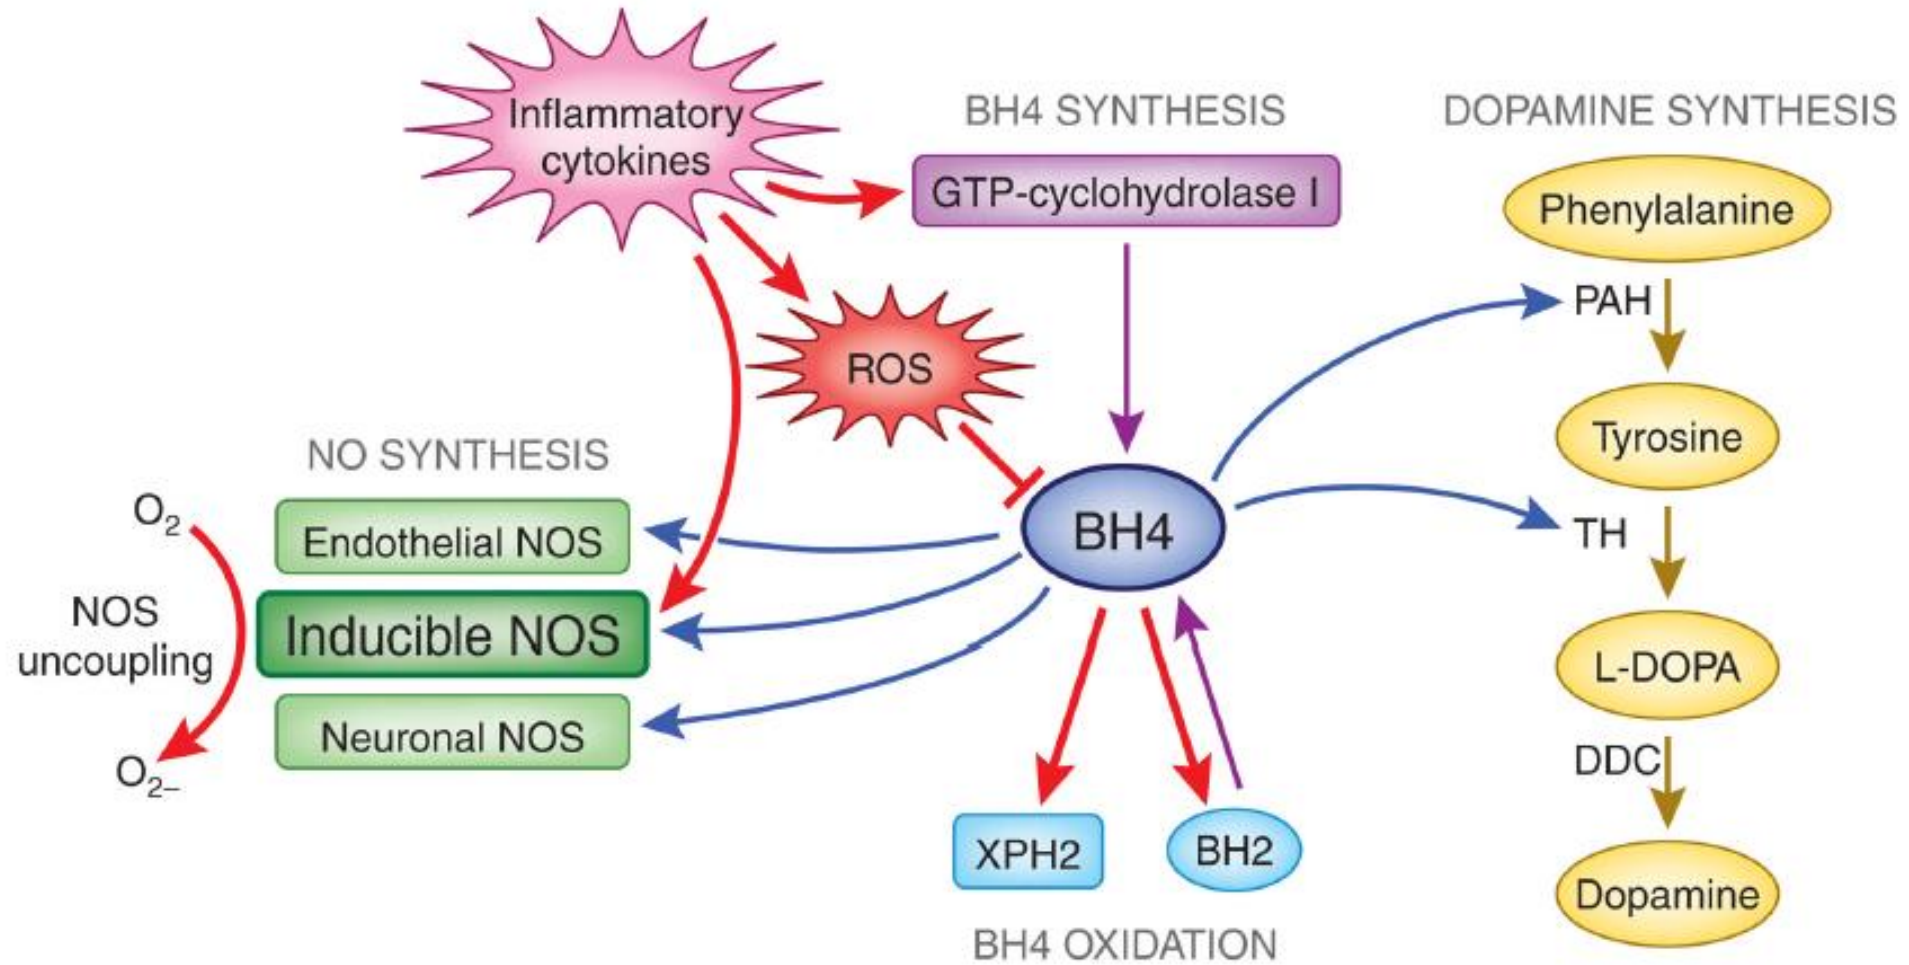 Inflammatory
cytokines
BH4 SYNTHESIS
GTP-cyclohydrolase I
DOPAMINE SYNTHESIS
Phenylalanine
PAH
Tyrosine
TH
L-DOPA
DDC
Dopamine
ROS
BH4
NO SYNTHESIS
O2
Endothelial NOS
NOS
uncoupling
Inducible NOS
Neuronal NOS
O2–
XPH2
BH2
BH4 OXIDATION